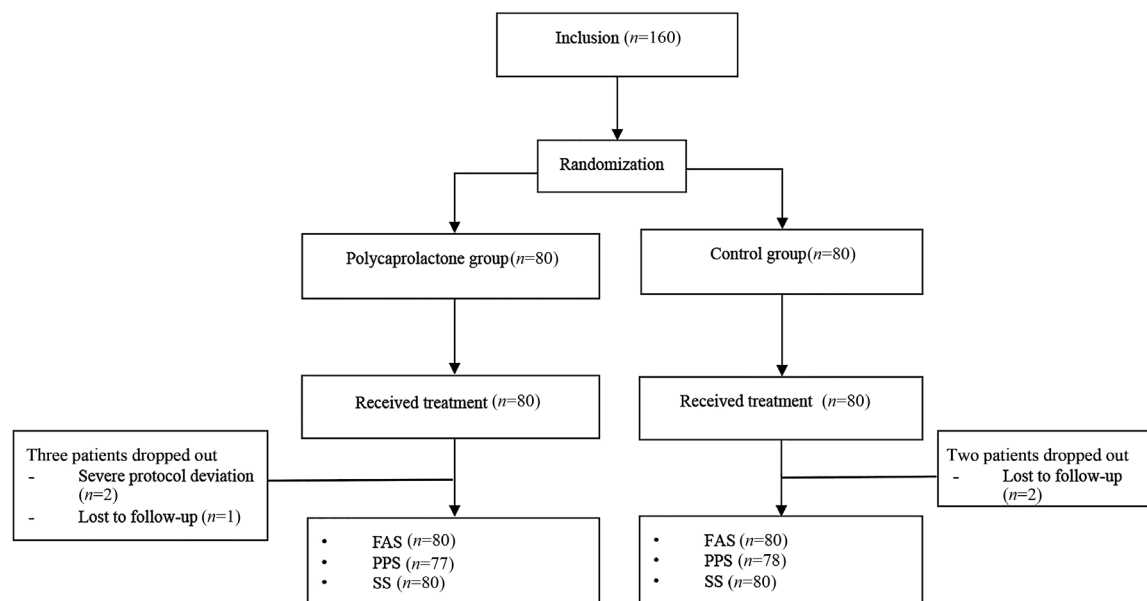 Inclusion (n=160)
Randomization
Polycaprolactone group(n=80)
Control group(n=80)
Received treatment (n=80)
Received treatment (n=80)
Three patients dropped out
- Severe protocol deviation
(n=2)
- Lost to follow-up (n=1)
Two patients dropped out
- Lost to follow-up
(n=2)
• FAS (n=80)
• PPS (n=77)
• SS (n=80)
• FAS (n=80)
• PPS (n=78)
• SS (n=80)